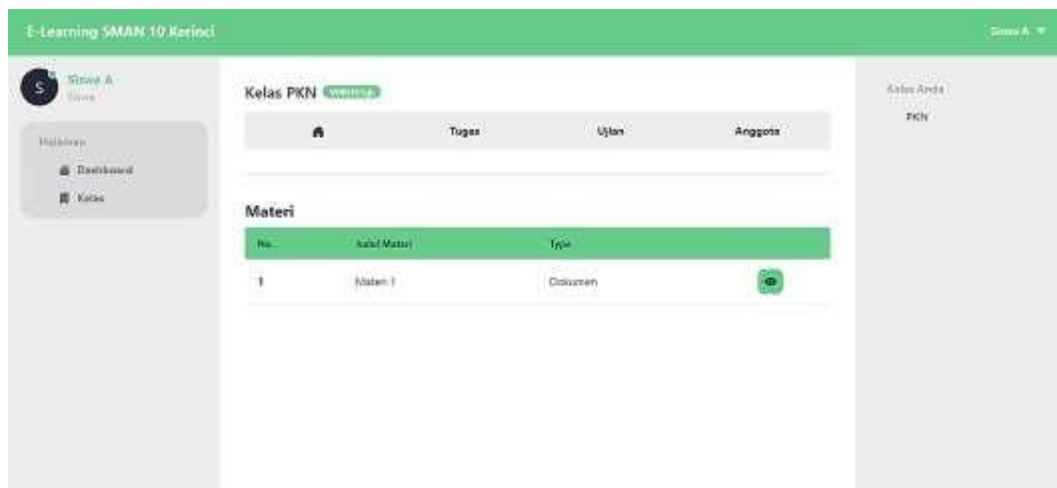 E-Learning SMAN 10 Kerinci
Siswa A
Siswa A
Siswa
Halaman
Dashboard
Kelas
Kelas PKN
Tugas
Ujian
Anggota
Materi
No.
Judul Materi
Type
1
Materi 1
Dokumen
Kelas Anda
PKN